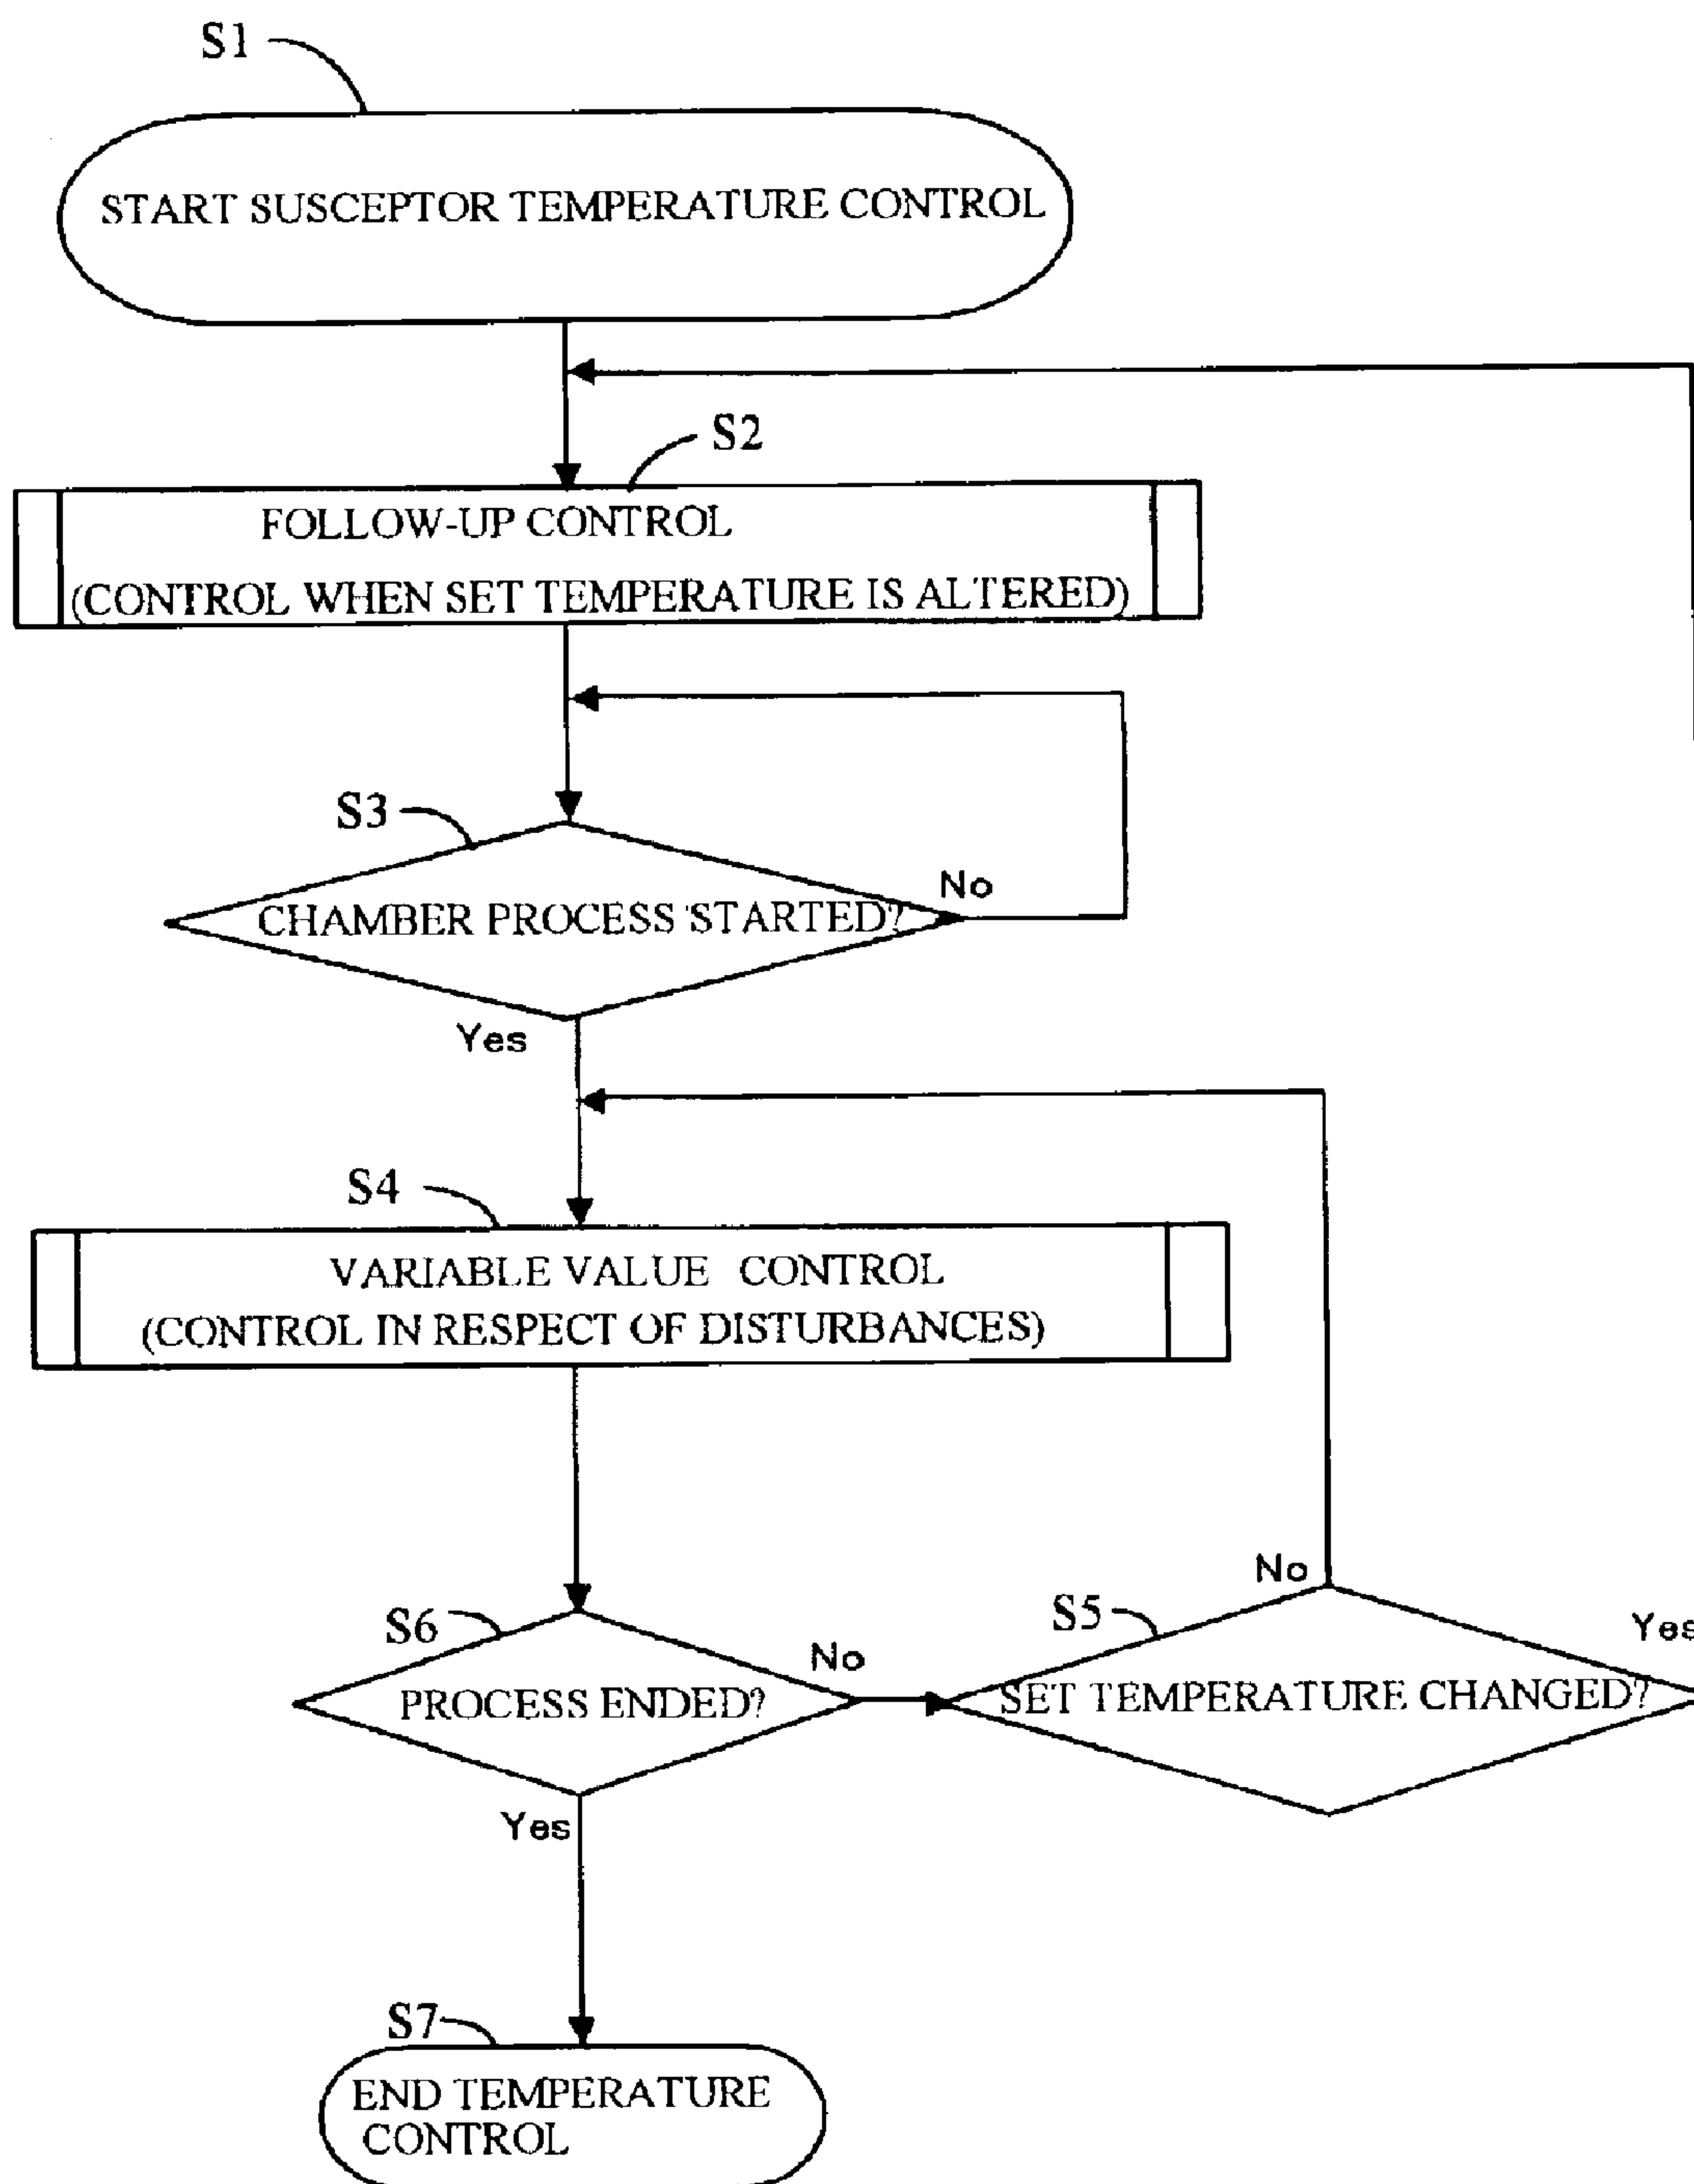 S1
START SUSCEPTOR TEMPERATURE CONTROL
S2
FOLLOW-UP CONTROL
(CONTROL WHEN SET TEMPERATURE IS ALTERED)
S3
No
CHAMBER PROCESS STARTED?
Yes
S4
VARIABLE VALUE CONTROL
(CONTROL IN RESPECT OF DISTURBANCES)
No
S6
S5
Yes
No
PROCESS ENDED?
SET TEMPERATURE CHANGED?
Yes
S7
END TEMPERATURE
CONTROL